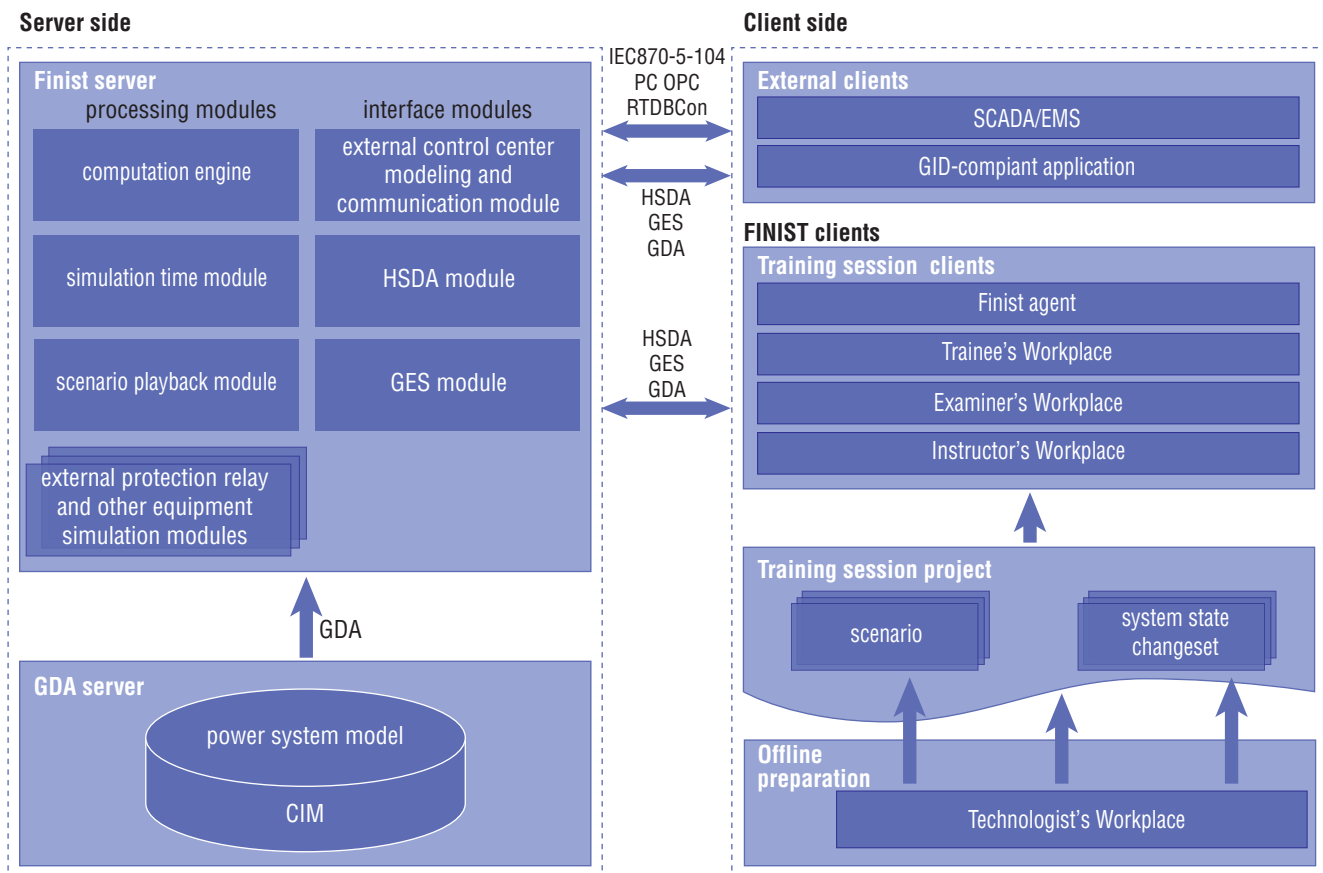 Server side
Finist server
processing modules
interface modules
computation engine
external control center
modeling and
communication module
simulation time module
HSDA module
scenario playback module
GES module
external protection relay
and other equipment
simulation modules
GDA
GDA server
power system model
CIM
IEC870-5-104
PC OPC
RTDBCon
HSDA
GES
GDA
HSDA
GES
GDA
Client side
External clients
SCADA/EMS
GID-compiant application
FINIST clients
Training session clients
Finist agent
Trainee's Workplace
Examiner's Workplace
Instructor's Workplace
Training session project
scenario
system state
changeset
Offline
preparation
Technologist's Workplace